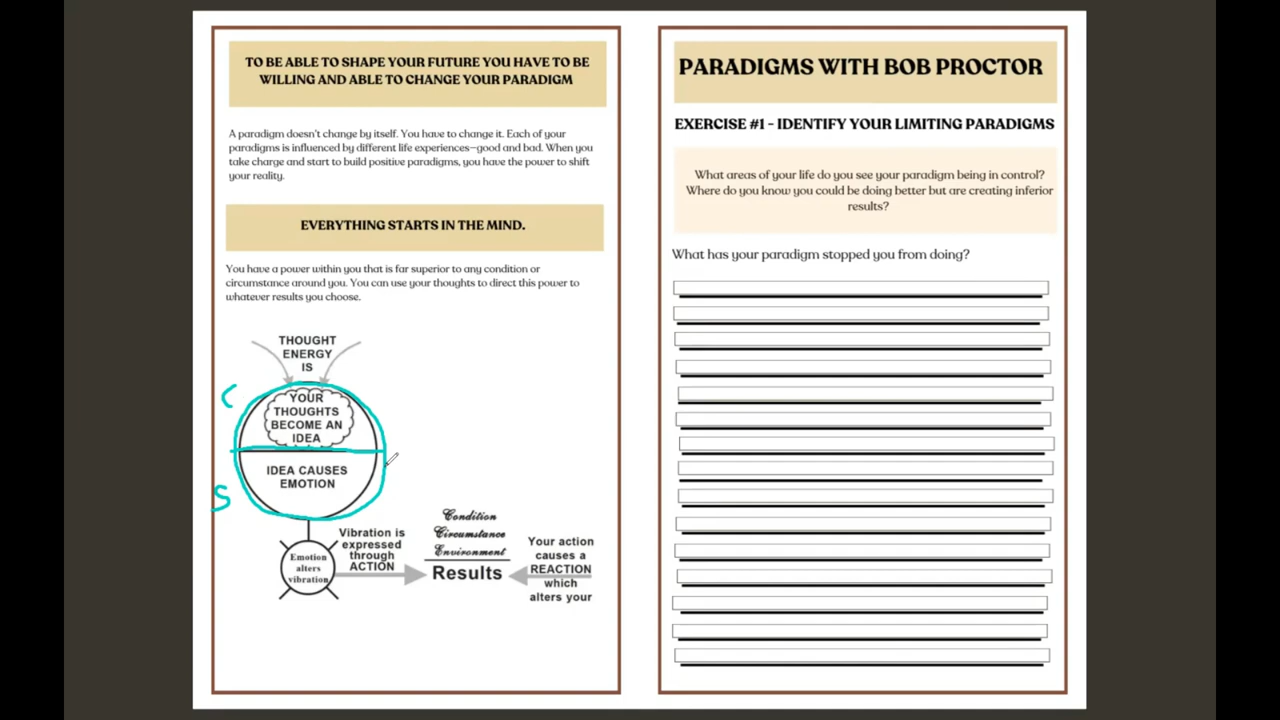 TO BE ABLE TO SHAPE YOUR FUTURE YOU HAVE TO BE
WILLING AND ABLE TO CHANGE YOUR PARADIGM
A paradigm doesn't change by itself. You have to change it. Each of your
paradigms is influenced by different life experiences—good and bad. When you
take charge and start to build positive paradigms, you have the power to shift
your reality.
EVERYTHING STARTS IN THE MIND.
You have a power within you that is far superior to any condition or
circumstance around you. You can use your thoughts to direct this power to
whatever results you choose.
THOUGHT
ENERGY
IS
C
YOUR
THOUGHTS
BECOME AN
IDEA
IDEA CAUSES
EMOTION
S
Emotion
alters
vibration
Vibration is
expressed
through
ACTION
Condition
Circumstance
Environment
Results
Your action
causes a
REACTION
which
alters your
PARADIGMS WITH BOB PROCTOR
EXERCISE #1 - IDENTIFY YOUR LIMITING PARADIGMS
What areas of your life do you see your paradigm being in control?
Where do you know you could be doing better but are creating inferior
results?
What has your paradigm stopped you from doing?